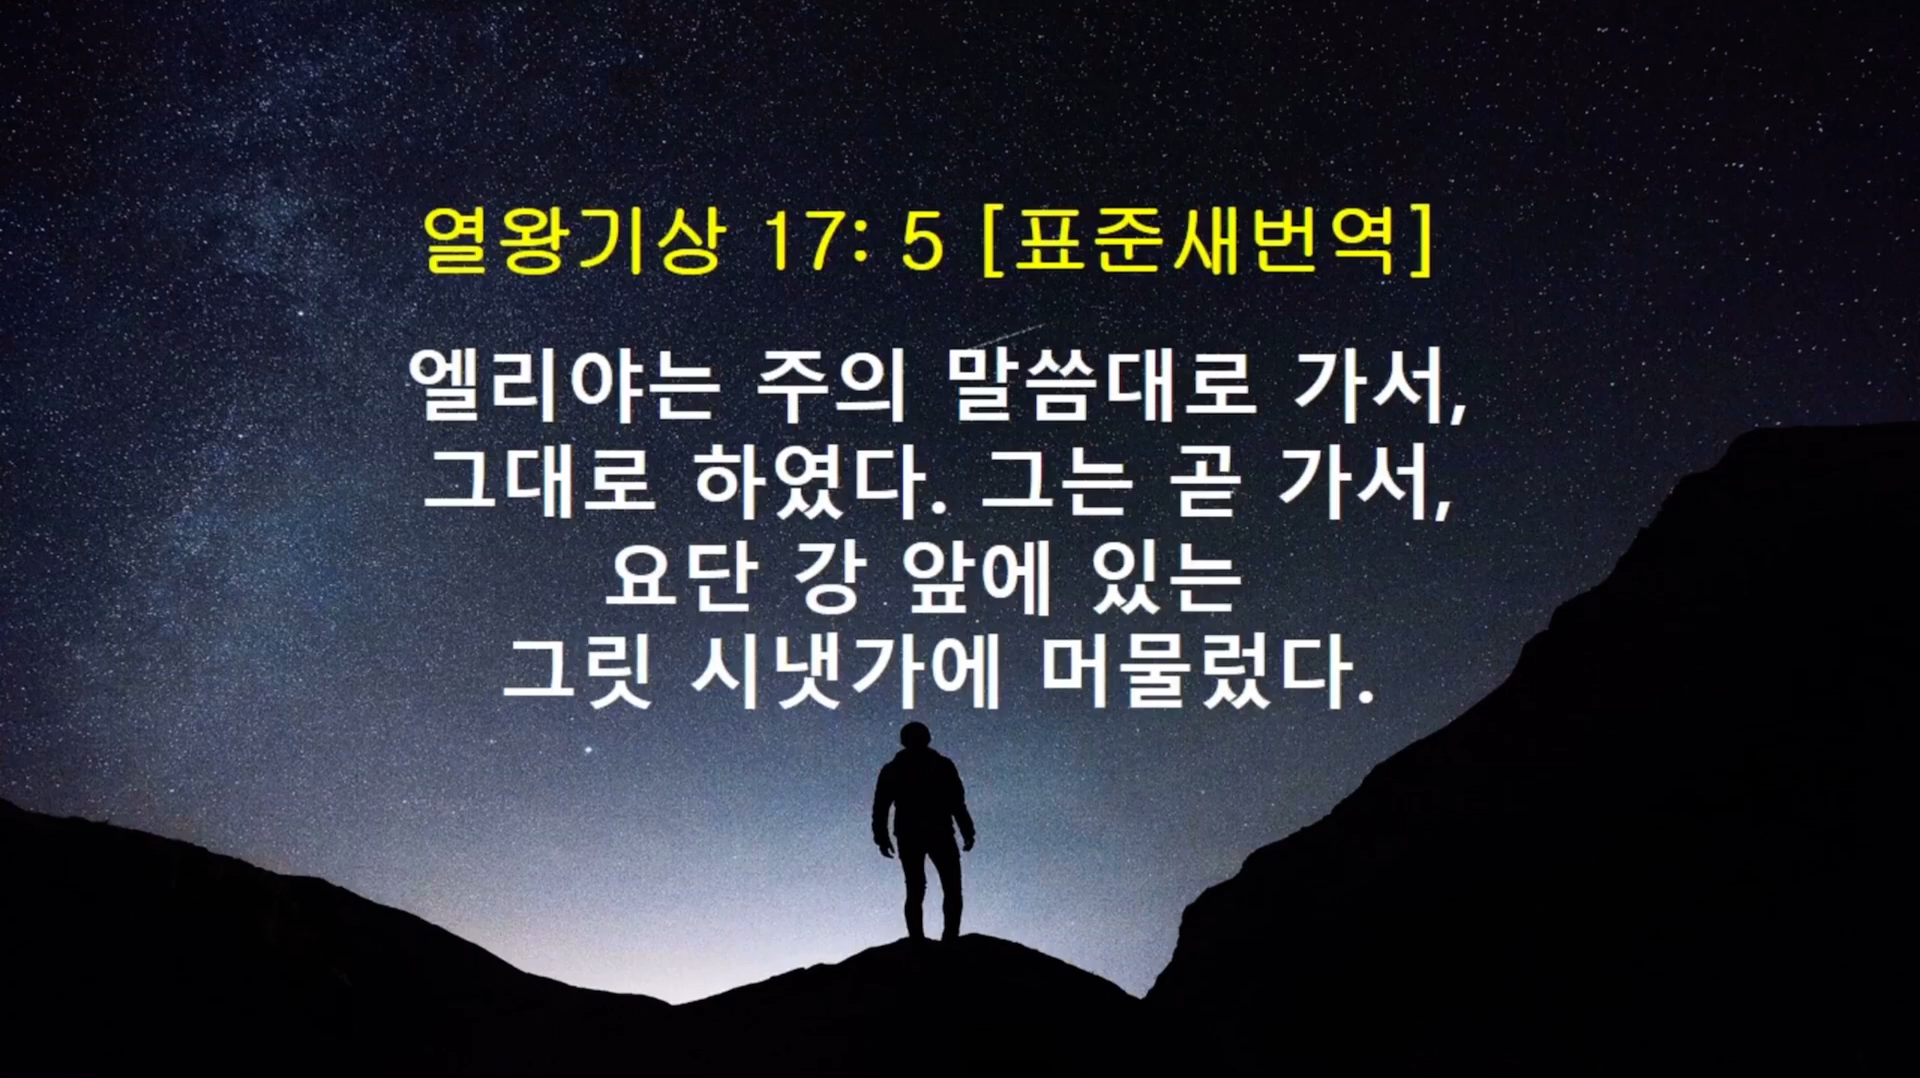 열왕기상 17: 5 [표준새번역]
엘리야는 주의 말씀대로 가서,
그대로 하였다. 그는 곧 가서,
요단 강 앞에 있는
그릿 시냇가에 머물렀다.